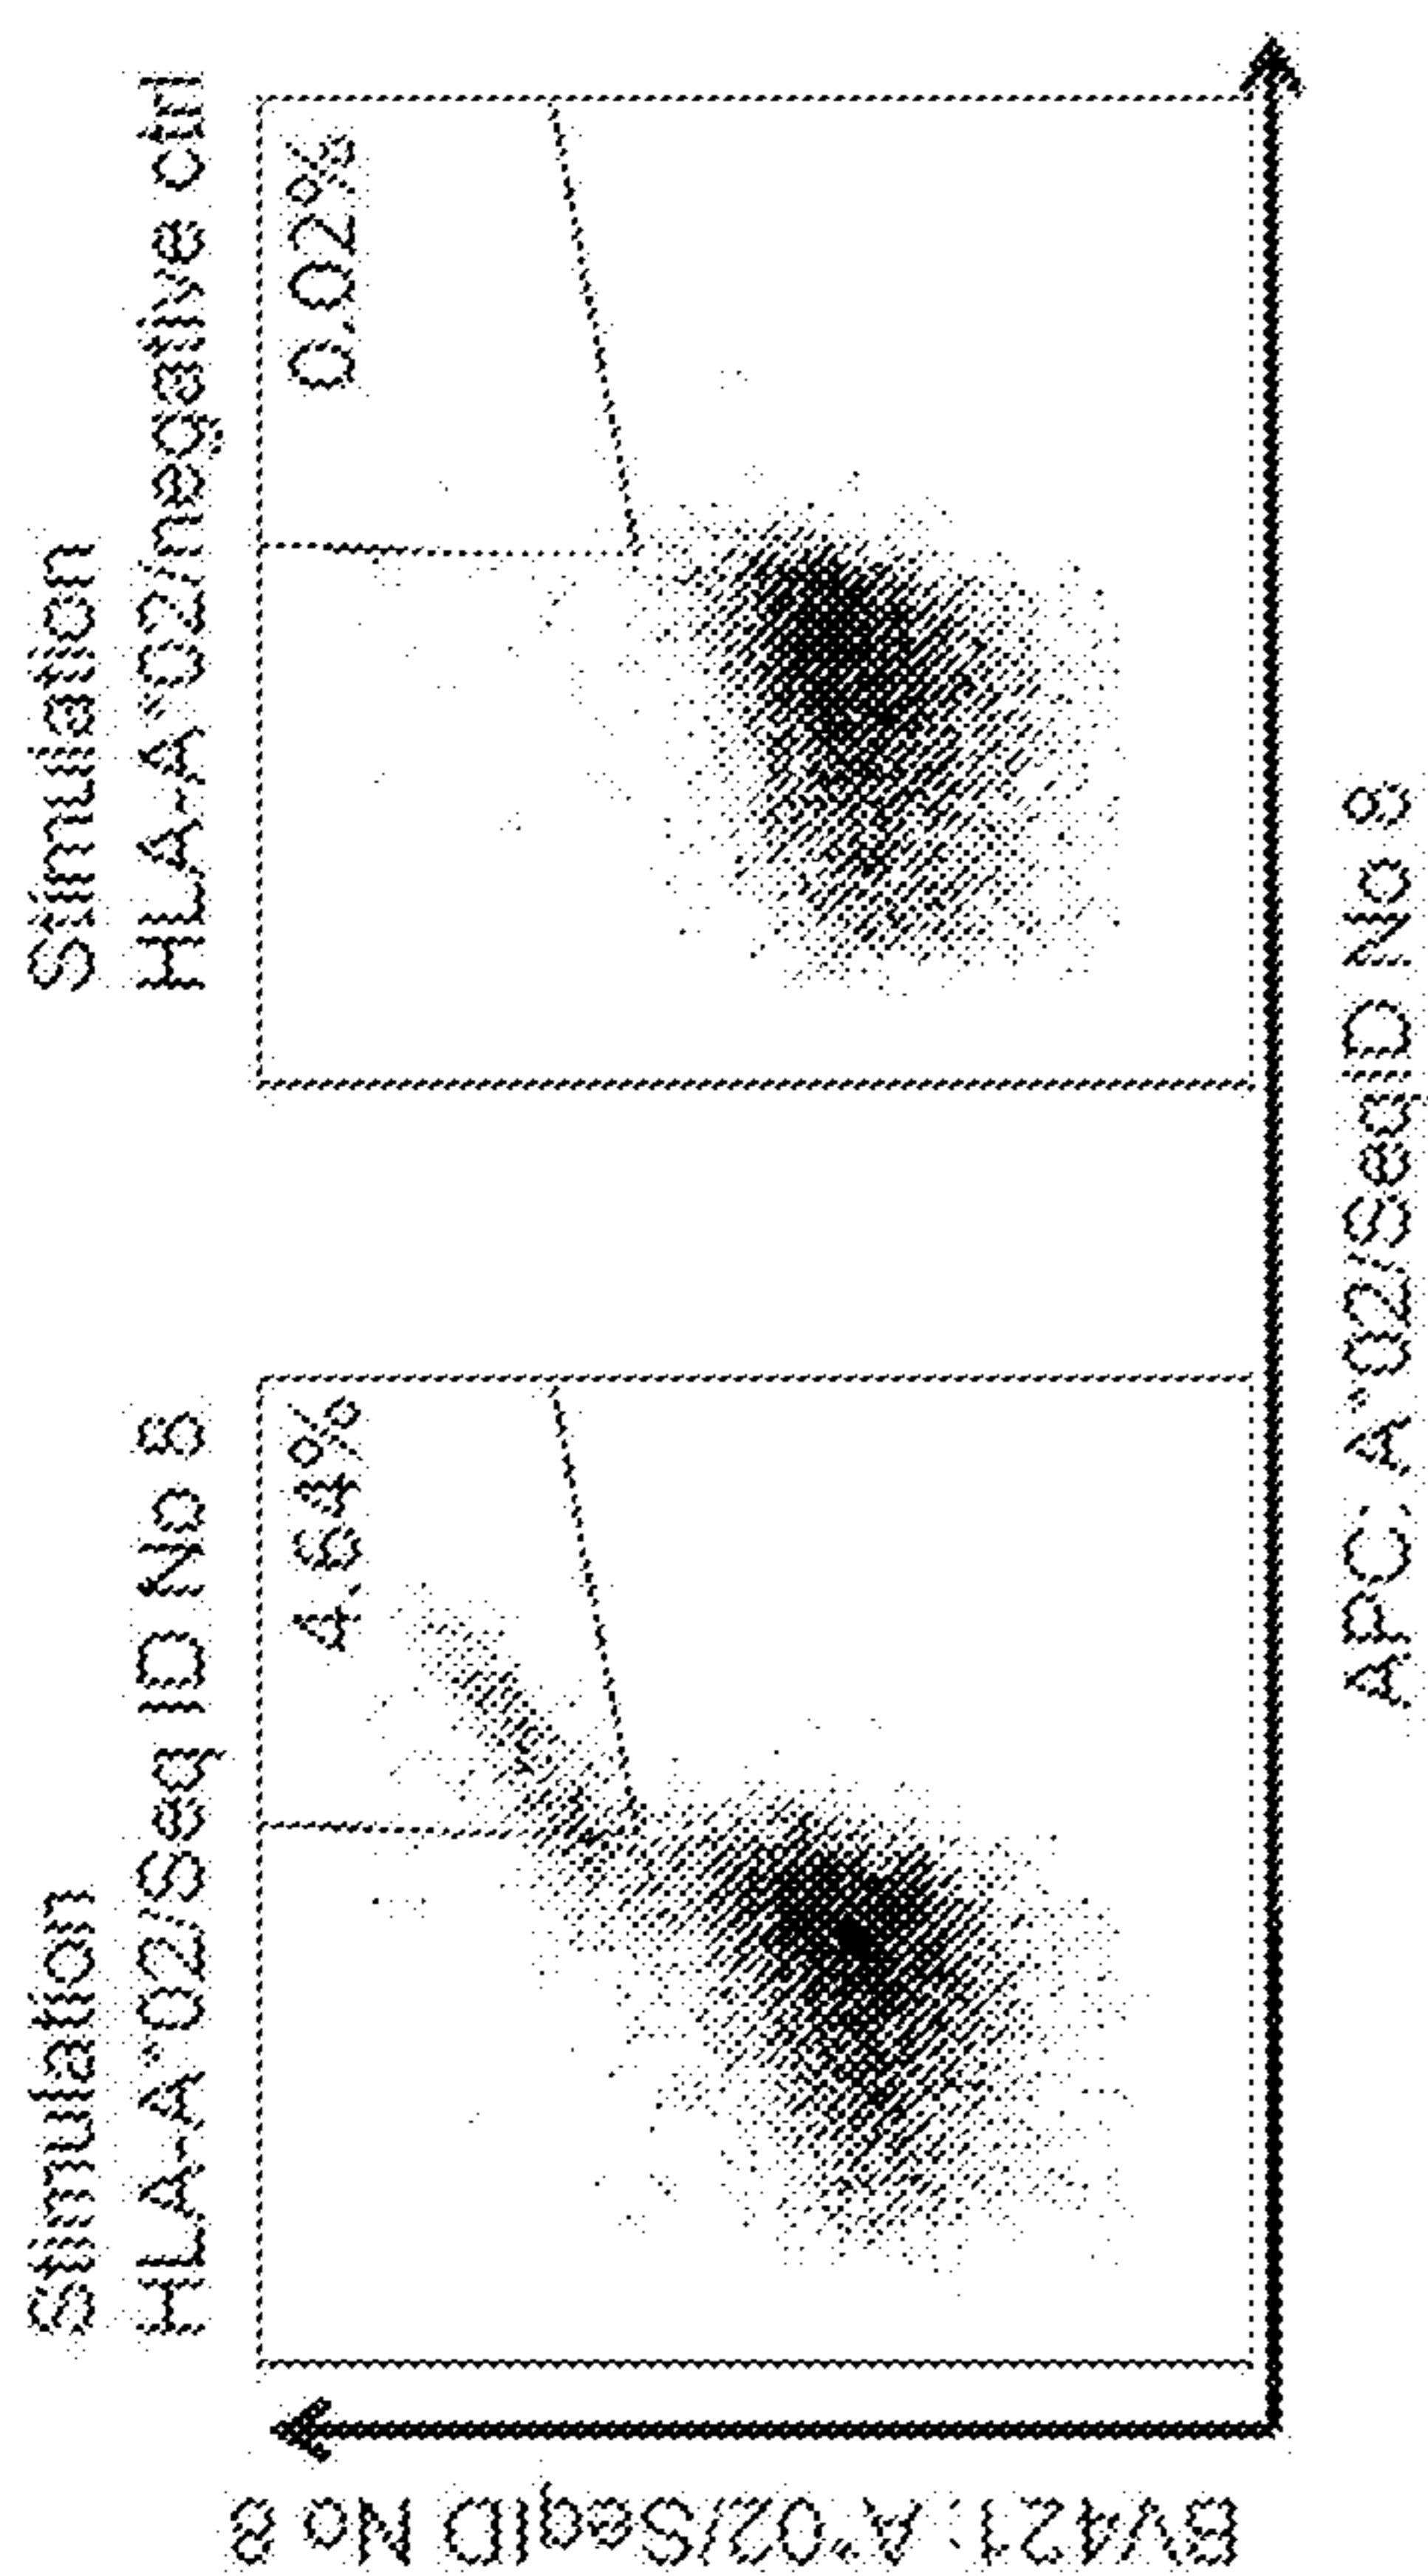 Stimulation
HLA-A*02/Seq ID No 8
4.64%
Stimulation
HLA-A*02/negative ctrl
0.02%
BV421: A*02/SeqID No 8
APC: A*02/SeqID No 8